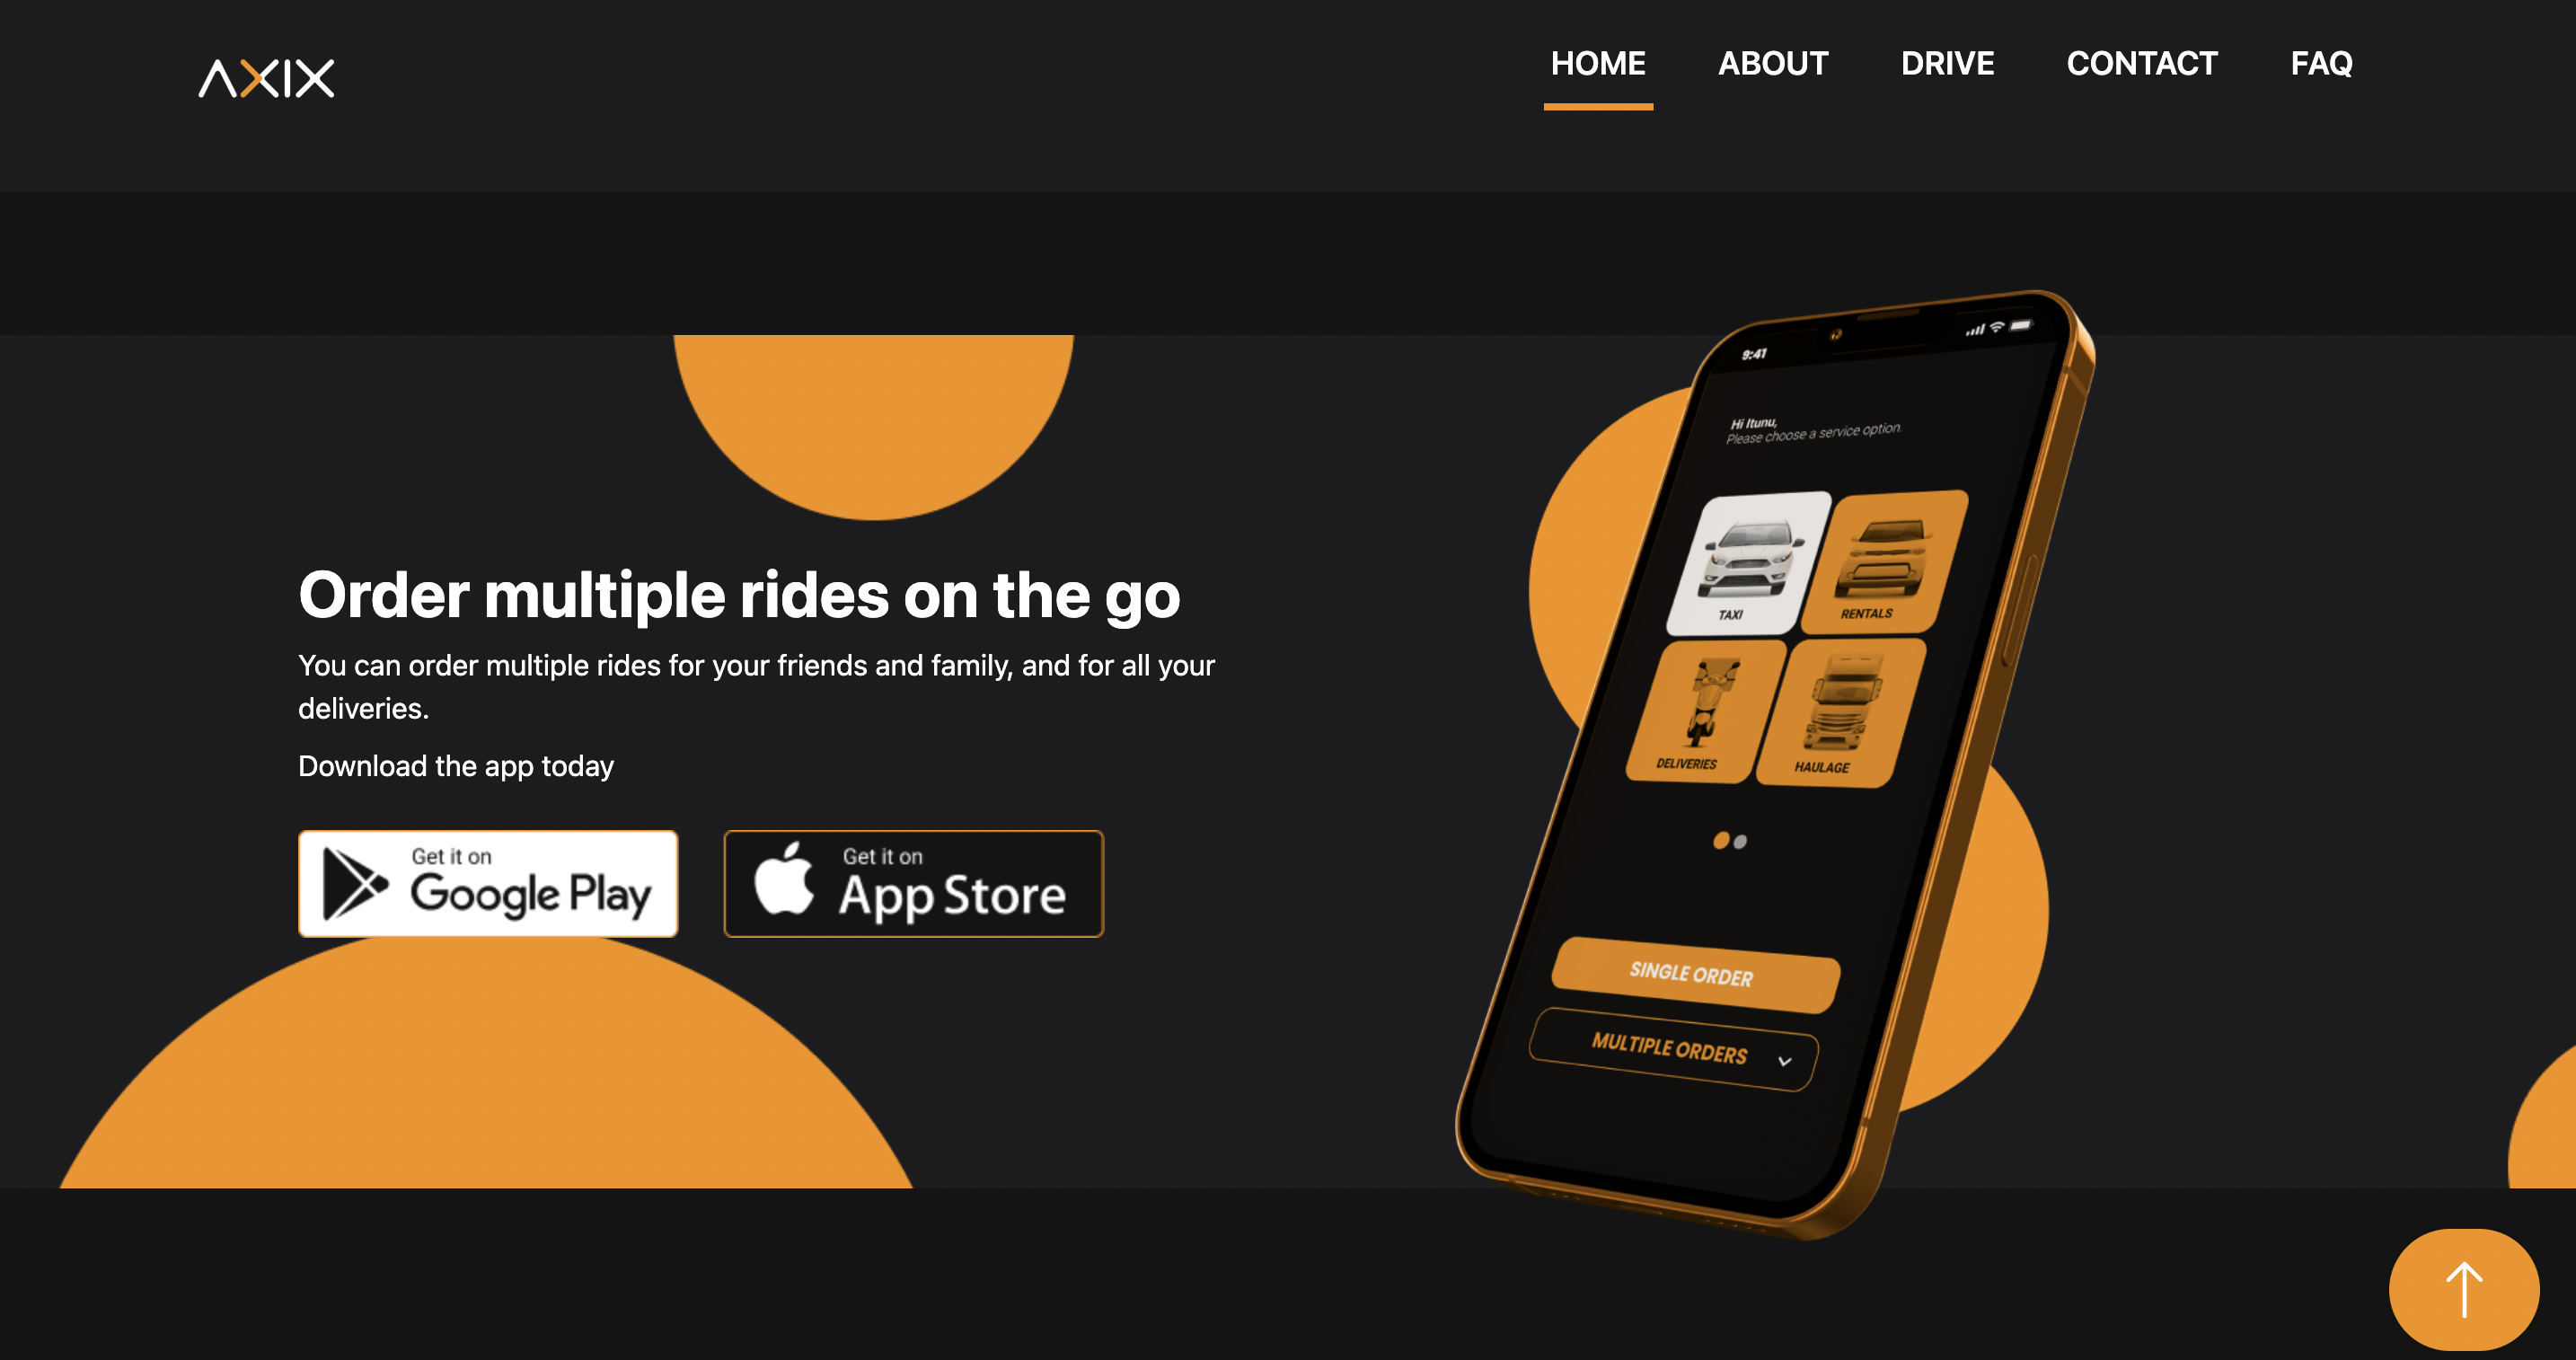 AXIX
HOME
ABOUT
DRIVE
CONTACT
FAQ
Order multiple rides on the go
You can order multiple rides for your friends and family, and for all your
deliveries.
Download the app today
Get it on
Google Play
Get it on
App Store
9:41
Hi Itunu,
Please choose a service option.
TAXI
RENTALS
DELIVERIES
HAULAGE
SINGLE ORDER
MULTIPLE ORDERS